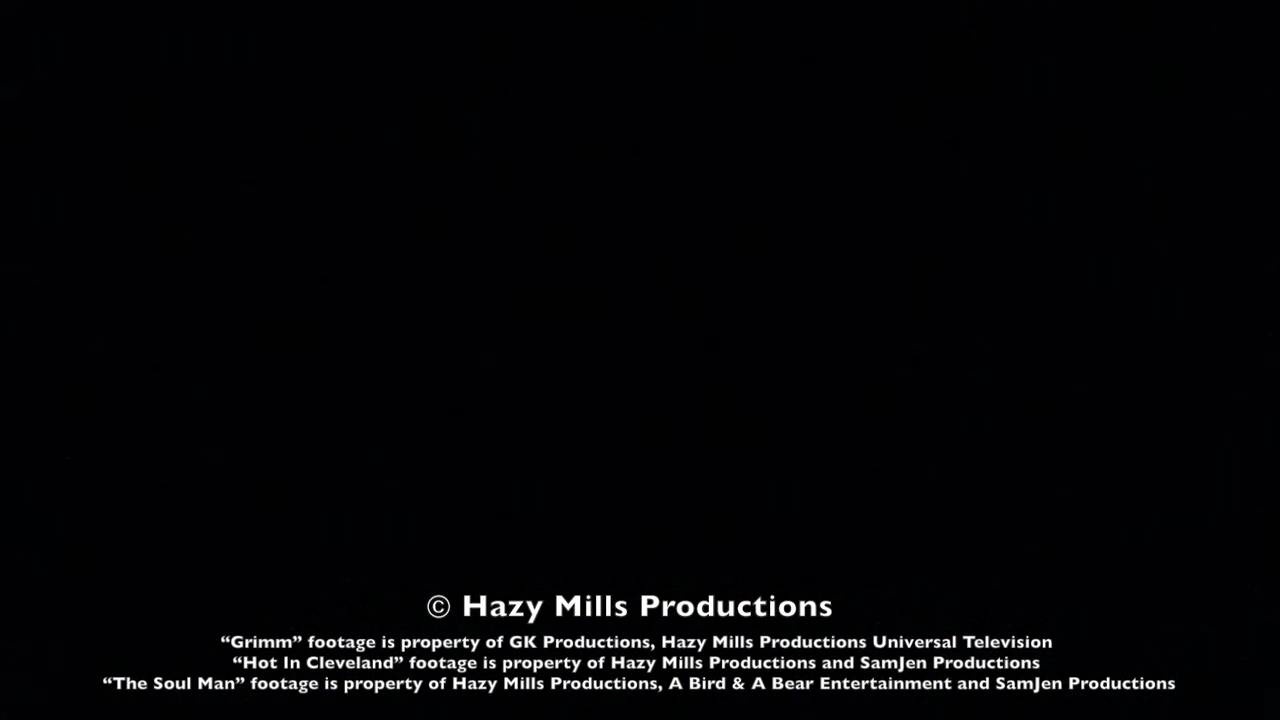 © Hazy Mills Productions
“Grimm” footage is property of GK Productions, Hazy Mills Productions Universal Television
“Hot In Cleveland” footage is property of Hazy Mills Productions and SamJen Productions
“The Soul Man” footage is property of Hazy Mills Productions, A Bird & A Bear Entertainment and SamJen Productions